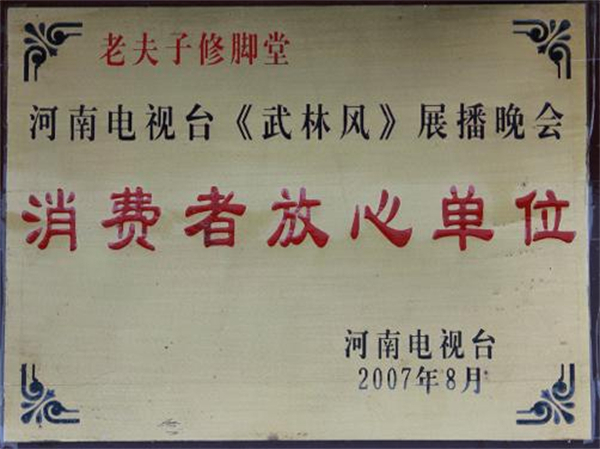 老夫子修脚堂
河南电视台《武林风》展播晚会
消费者放心单位
河南电视台
2007年8月